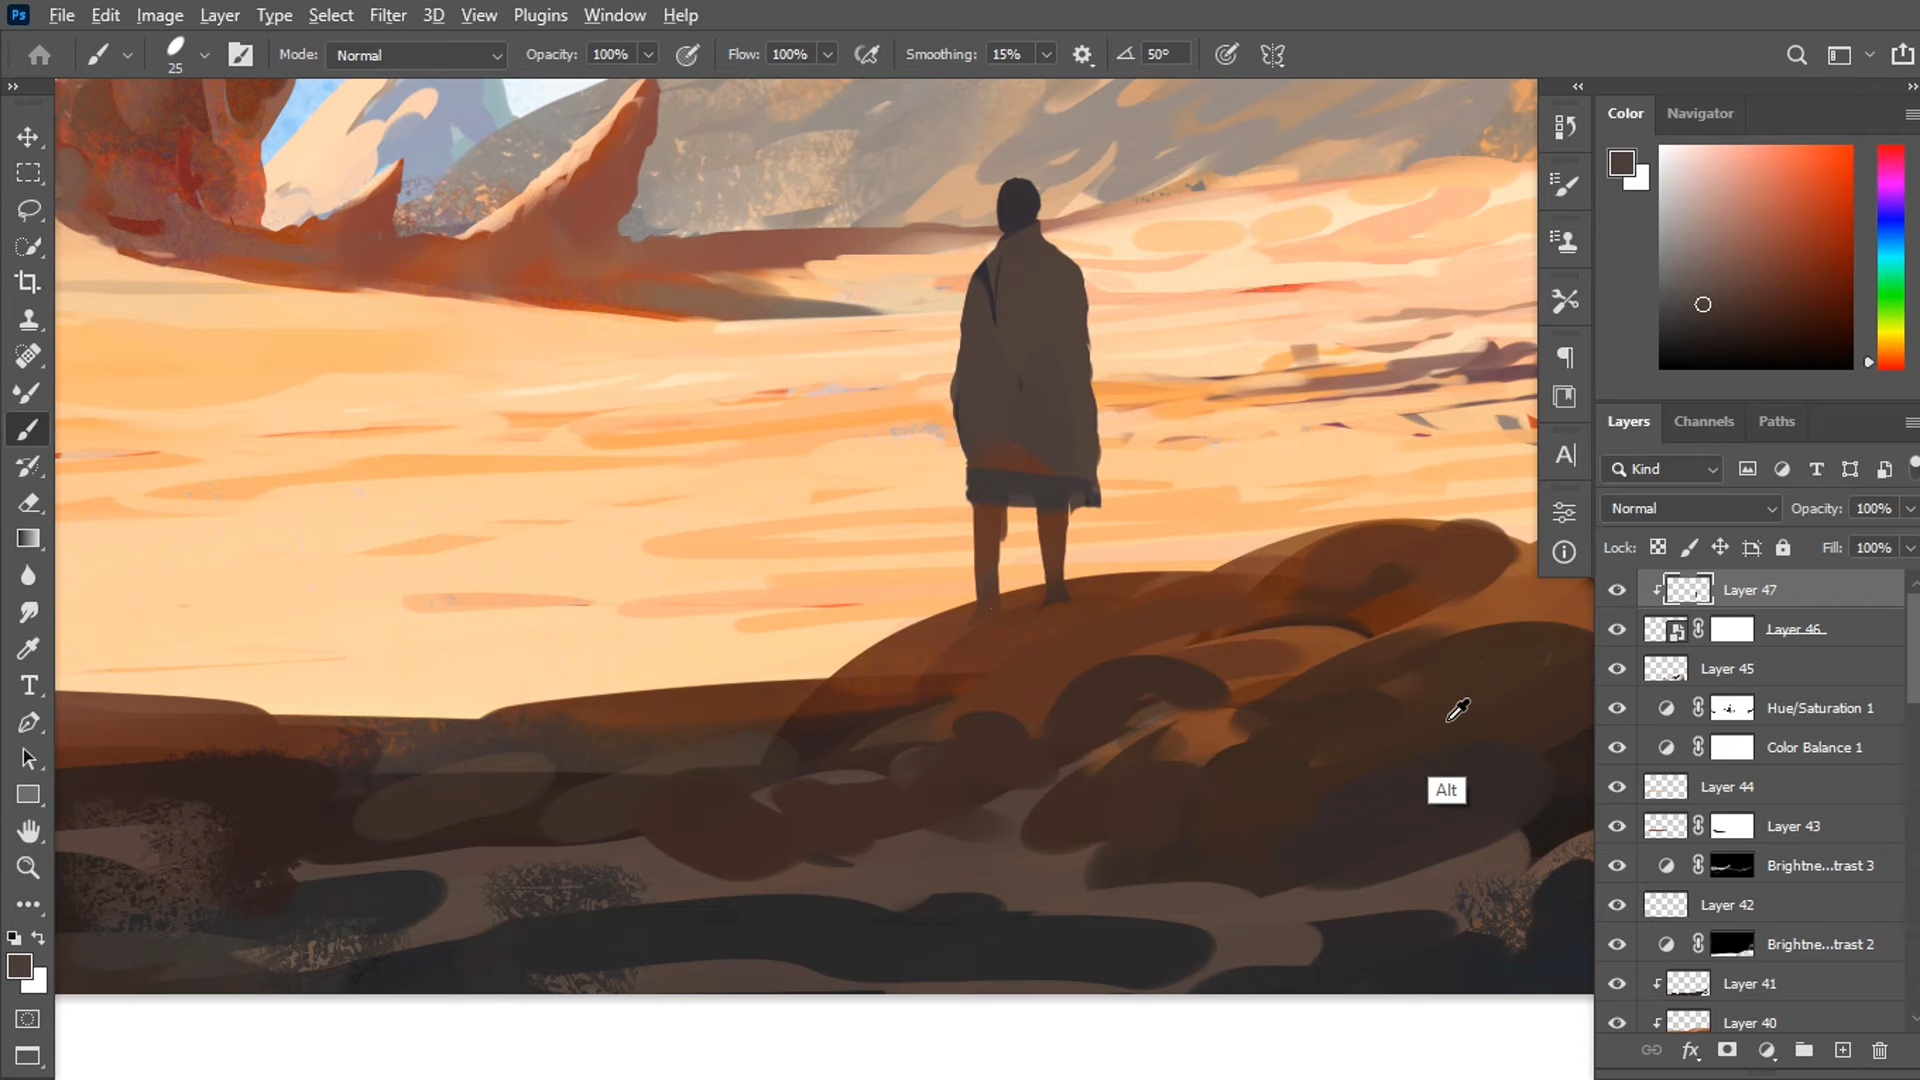 Ps File Edit Image Layer Type Select Filter 3D View Plugins Window Help
25 Mode: Normal Opacity: 100% Flow: 100% Smoothing: 15% 50°
Color Navigator
Layers Channels Paths
Kind
Normal Opacity: 100%
Lock: Fill: 100%
Layer 47
Layer 46
Layer 45
Hue/Saturation 1
Color Balance 1
Layer 44
Layer 43
Brightne...trast 3
Layer 42
Brightne...trast 2
Layer 41
Layer 40
Alt